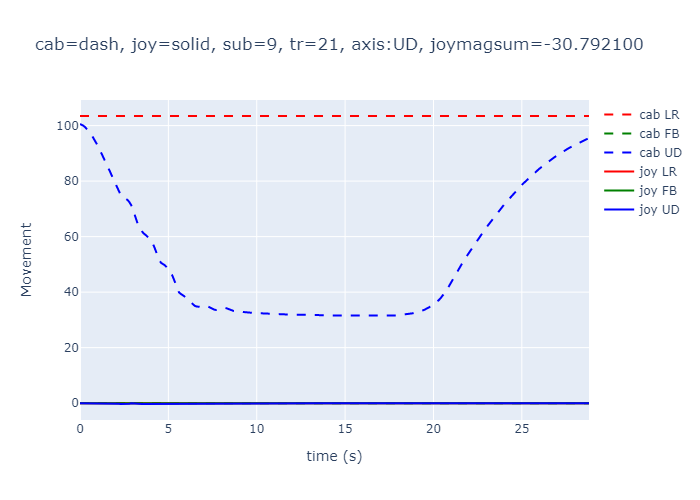 cab=dash, joy=solid, sub=9, tr=21, axis:UD, joymagsum=-30.792100
cab LR
cab FB
cab UD
joy LR
joy FB
joy UD
Movement
100
80
60
40
20
0
0 5 10 15 20 25
time (s)